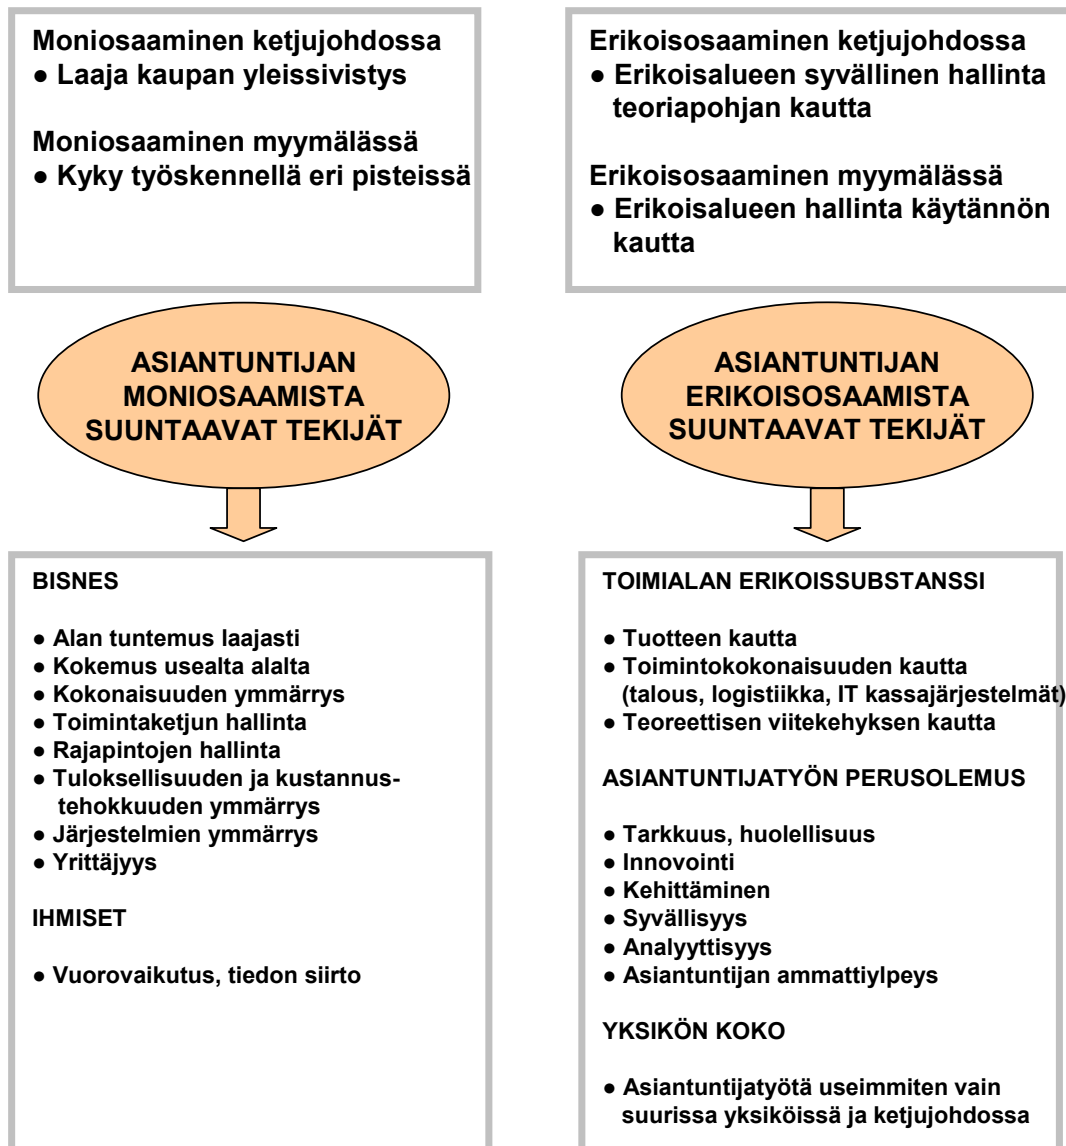 Moniosaaminen ketjujohdossa
● Laaja kaupan yleissivistys
Moniosaaminen myymälässä
● Kyky työskennellä eri pisteissä
Erikoisosaaminen ketjujohdossa
● Erikoisalueen syvällinen hallinta
teoriapohjan kautta
Erikoisosaaminen myymälässä
● Erikoisalueen hallinta käytännön
kautta
ASIANTUNTIJAN
MONIOSAAMISTA
SUUNTAAVAT TEKIJÄT
ASIANTUNTIJAN
ERIKOISOSAAMISTA
SUUNTAAVAT TEKIJÄT
BISNES
● Alan tuntemus laajasti
● Kokemus usealta alalta
● Kokonaisuuden ymmärrys
● Toimintaketjun hallinta
● Rajapintojen hallinta
● Tuloksellisuuden ja kustannus-
tehokkuuden ymmärrys
● Järjestelmien ymmärrys
● Yrittäjyys
IHMISET
● Vuorovaikutus, tiedon siirto
TOIMIALAN ERIKOISSUBSTANSSI
● Tuotteen kautta
● Toimintokokonaisuuden kautta
(talous, logistiikka, IT kassajärjestelmät)
● Teoreettisen viitekehyksen kautta
ASIANTUNTIJATYÖN PERUSOLEMUS
● Tarkkuus, huolellisuus
● Innovointi
● Kehittäminen
● Syvällisyys
● Analyyttisyys
● Asiantuntijan ammattiylpeys
YKSIKÖN KOKO
● Asiantuntijatyötä useimmiten vain
suurissa yksiköissä ja ketjujohdossa